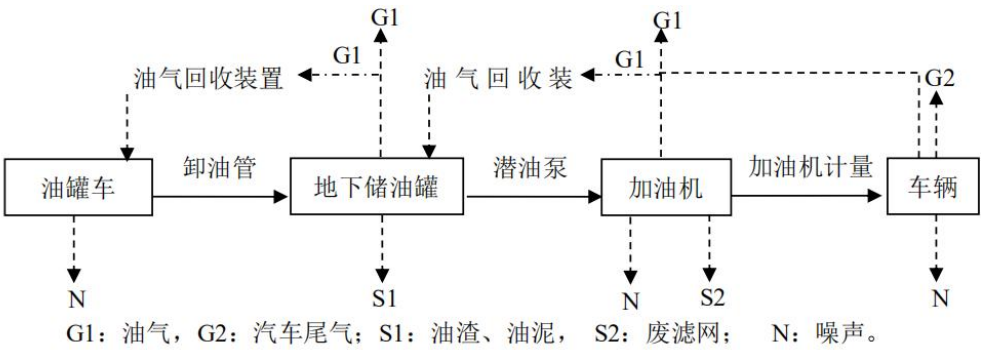 G1
G1
G1
G1
油气回收装置
油 气 回 收 装
G2
卸油管
潜油泵
加油机计量
油罐车
地下储油罐
加油机
车辆
N
S1
N
S2
N
G1：油气，G2：汽车尾气；S1：油渣、油泥， S2：废滤网； N：噪声。